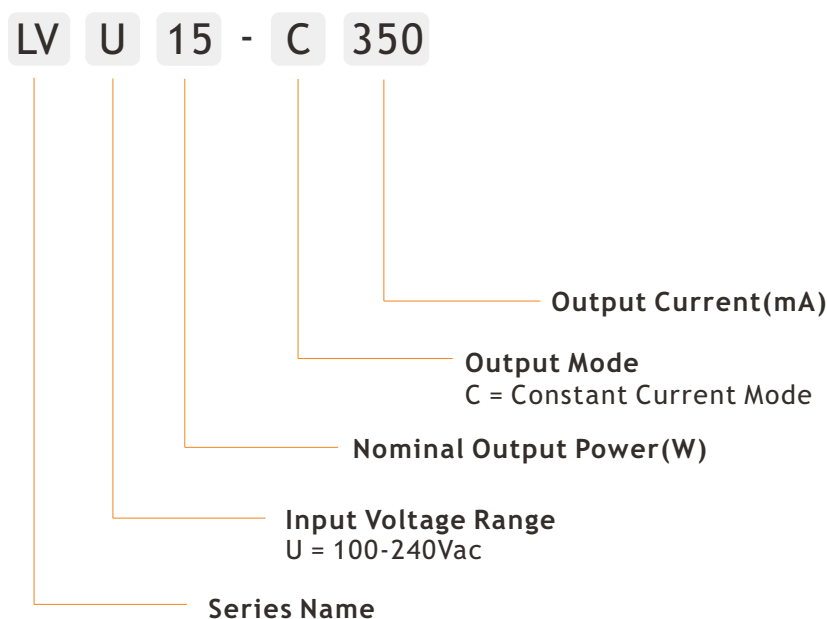 LV U 15 - C 350
Output Current(mA)
Output Mode
C = Constant Current Mode
Nominal Output Power(W)
Input Voltage Range
U = 100-240Vac
Series Name